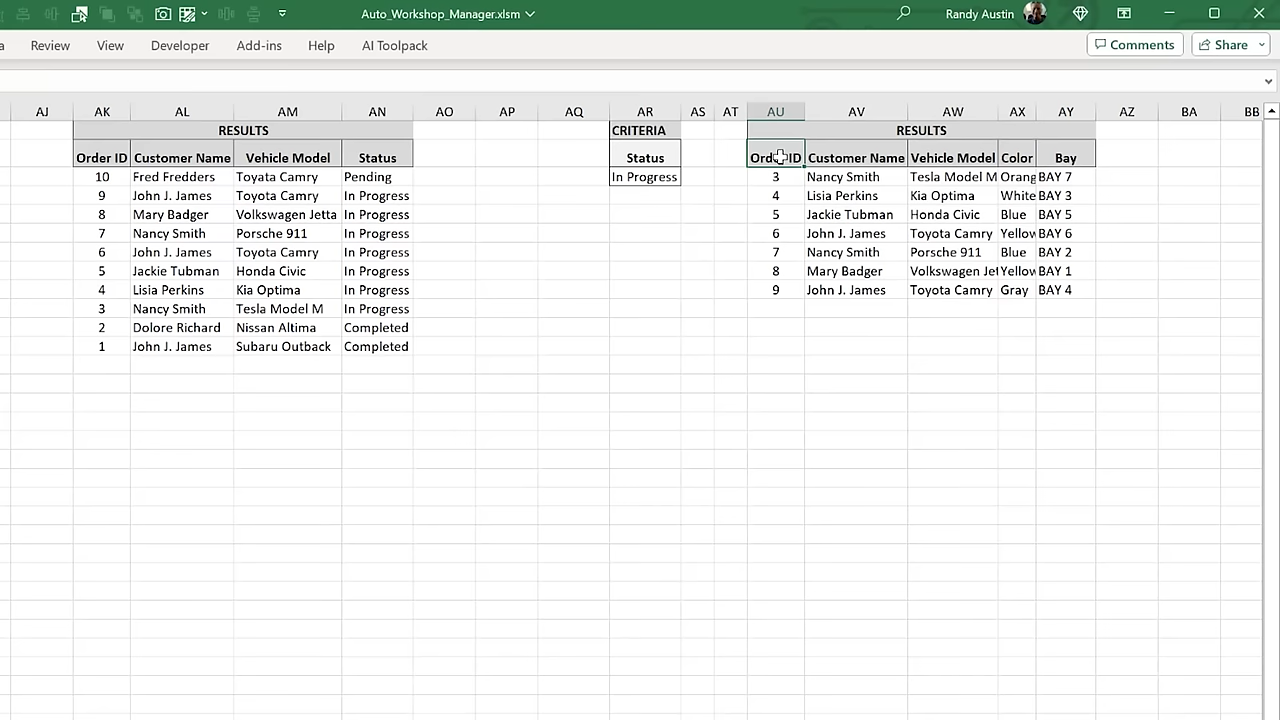 Auto_Workshop_Manager.xlsm
Randy Austin
Review View Developer Add-ins Help AI Toolpack Comments Share
AJ AK AL AM AN AO AP AQ AR AS AT AU AV AW AX AY AZ BA BB
RESULTS CRITERIA RESULTS
Order ID Customer Name Vehicle Model Status Status Order ID Customer Name Vehicle Model Color Bay
10 Fred Fredders Toyata Camry Pending In Progress 3 Nancy Smith Tesla Model M Orang BAY 7
9 John J. James Toyata Camry In Progress 4 Lisia Perkins Kia Optima White BAY 3
8 Mary Badger Volkswagen Jetta In Progress 5 Jackie Tubman Honda Civic Blue BAY 5
7 Nancy Smith Porsche 911 In Progress 6 John J. James Toyota Camry Yellow BAY 6
6 John J. James Toyota Camry In Progress 7 Nancy Smith Porsche 911 Blue BAY 2
5 Jackie Tubman Honda Civic In Progress 8 Mary Badger Volkswagen Jet Yellow BAY 1
4 Lisia Perkins Kia Optima In Progress 9 John J. James Toyota Camry Gray BAY 4
3 Nancy Smith Tesla Model M In Progress
2 Dolore Richard Nissan Altima Completed
1 John J. James Subaru Outback Completed